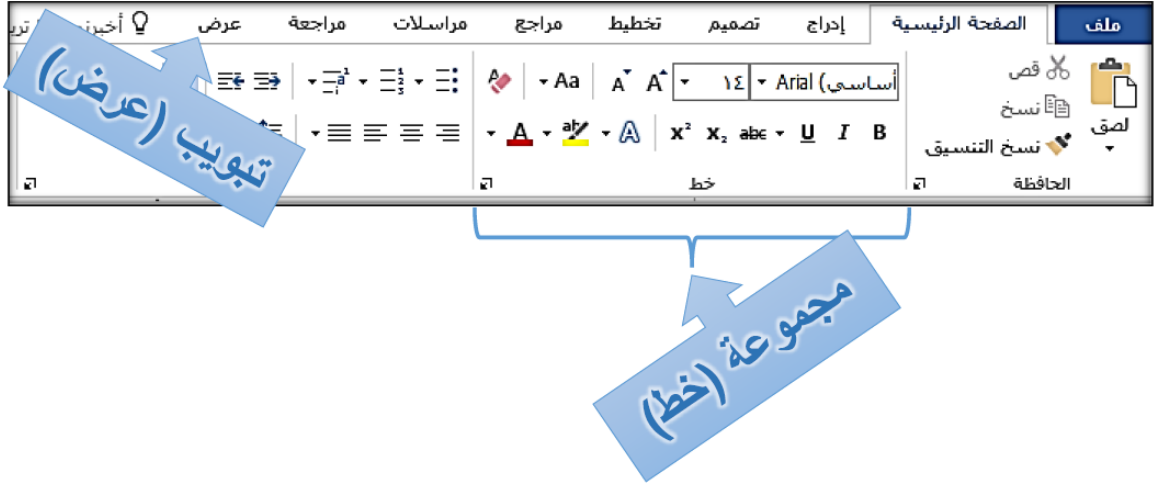 ملف الصفحة الرئيسية إدراج تصميم تخطيط مراجع مراسلات مراجعة عرض
لصق
قص
نسخ
نسخ التنسيق
الحافظة
Arial (أساسي ١٤ A A Aa
B I U abc x₂ x² A ab A
خط
تبويب (عرض)
مجموعة (خط)